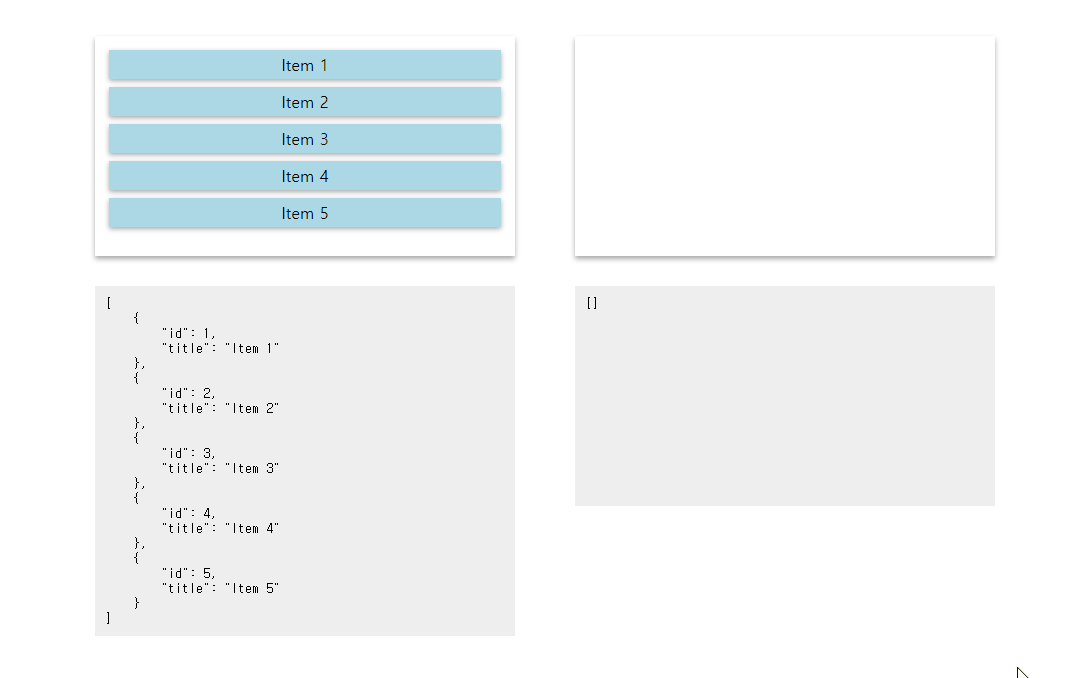 Item 1
Item 2
Item 3
Item 4
Item 5
[
    {
        "id": 1,
        "title": "Item 1"
    },
    {
        "id": 2,
        "title": "Item 2"
    },
    {
        "id": 3,
        "title": "Item 3"
    },
    {
        "id": 4,
        "title": "Item 4"
    },
    {
        "id": 5,
        "title": "Item 5"
    }
]
[]